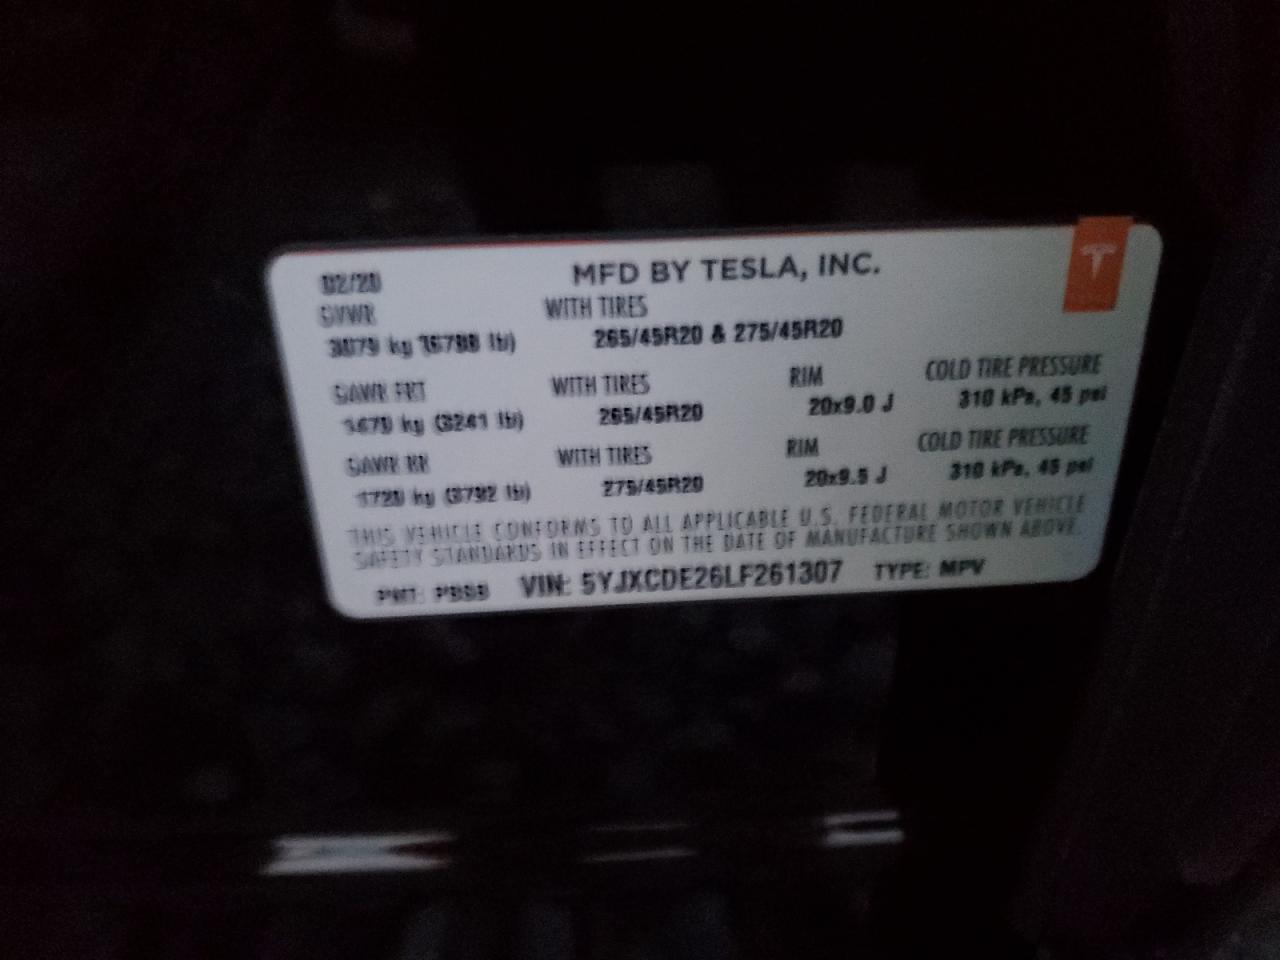 02/20 MFD BY TESLA, INC.
GVWR WITH TIRES
3079 kg (6788 lb) 265/45R20 & 275/45R20
GAWR FRT WITH TIRES RIM COLD TIRE PRESSURE
1470 kg (3241 lb) 265/45R20 20x9.0 J 310 kPa, 45 psi
GAWR RR WITH TIRES RIM COLD TIRE PRESSURE
1720 kg (3792 lb) 275/45R20 20x9.5 J 310 kPa, 45 psi
THIS VEHICLE CONFORMS TO ALL APPLICABLE U.S. FEDERAL MOTOR VEHICLE
SAFETY STANDARDS IN EFFECT ON THE DATE OF MANUFACTURE SHOWN ABOVE.
PNT: VIN: 5YJXCDE26LF261307 TYPE: MPV